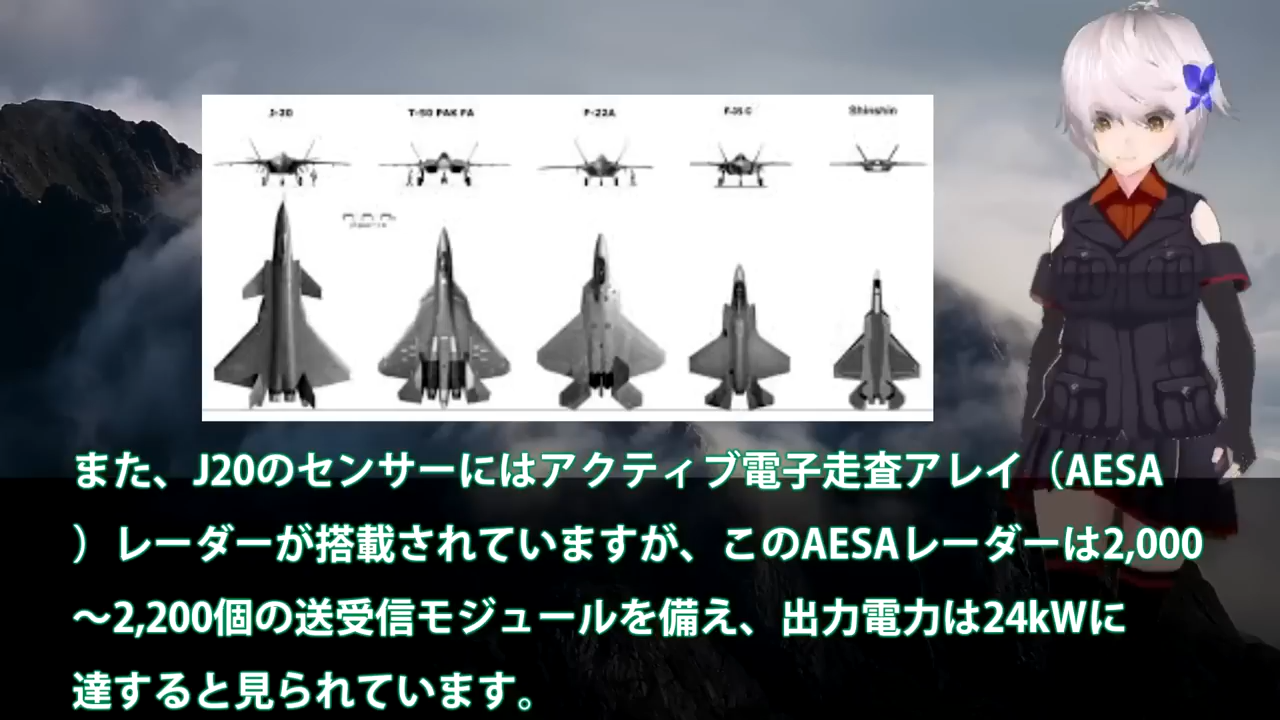 J-20
T-50 PAK FA
F-22A
Shinshin
また、J20のセンサーにはアクティブ電子走査アレイ（AESA
）レーダーが搭載されていますが、このAESAレーダーは2,000
～2,200個の送受信モジュールを備え、出力電力は24kWに
達すると見られています。